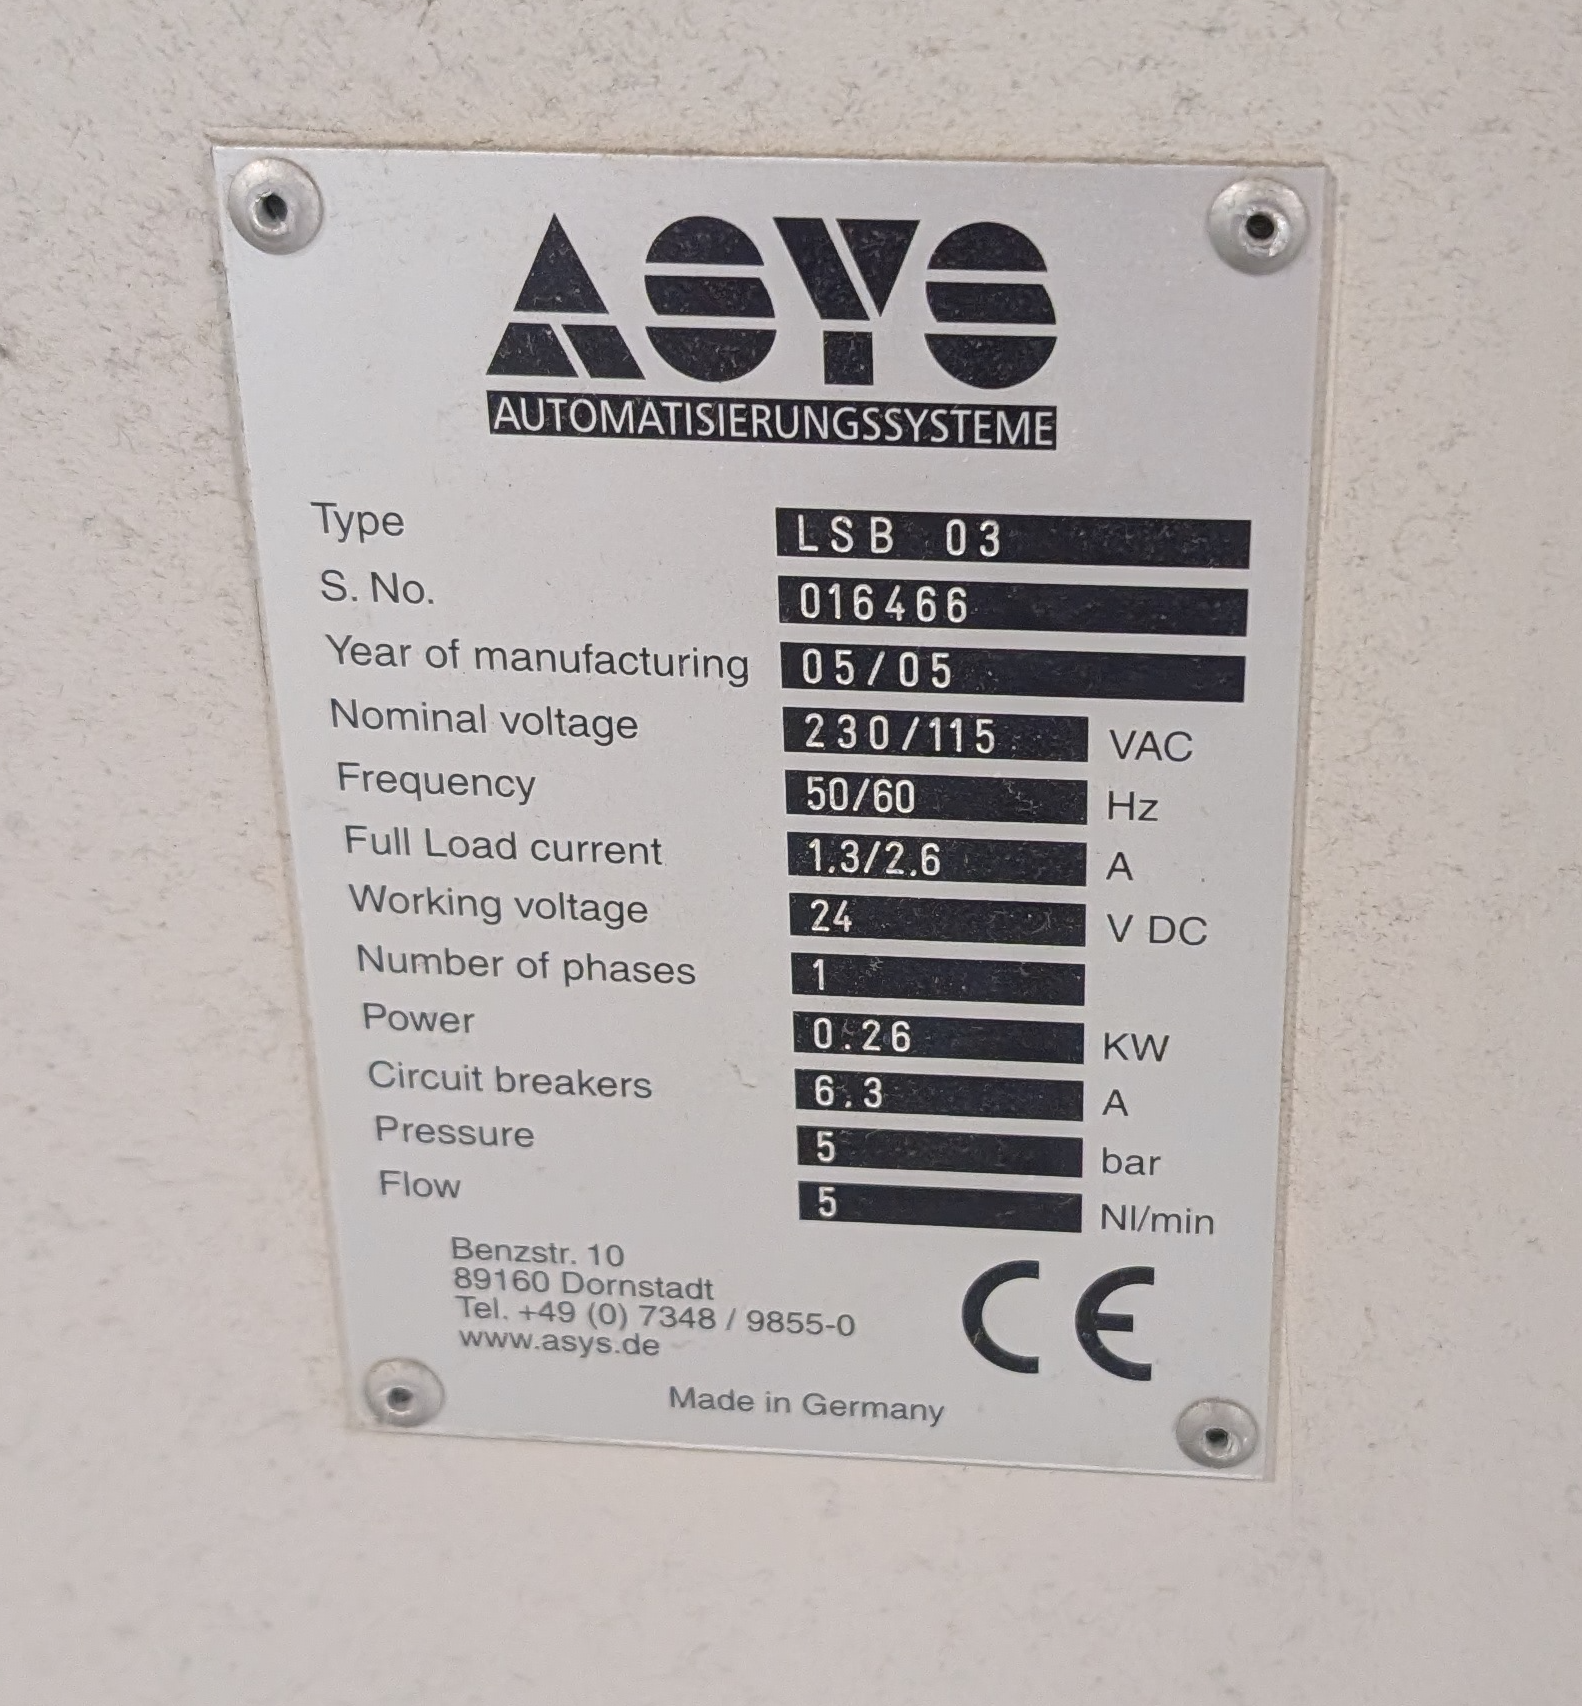 ASYS
AUTOMATISIERUNGSSYSTEME
Type LSB 03
S. No. 016466
Year of manufacturing 05/05
Nominal voltage 230/115 VAC
Frequency 50/60 Hz
Full Load current 1.3/2.6 A
Working voltage 24 V DC
Number of phases 1
Power 0.26 KW
Circuit breakers 6.3 A
Pressure 5 bar
Flow 5 Nl/min
Benzstr. 10
89160 Dornstadt
Tel. +49 (0) 7348 / 9855-0
www.asys.de
CE
Made in Germany